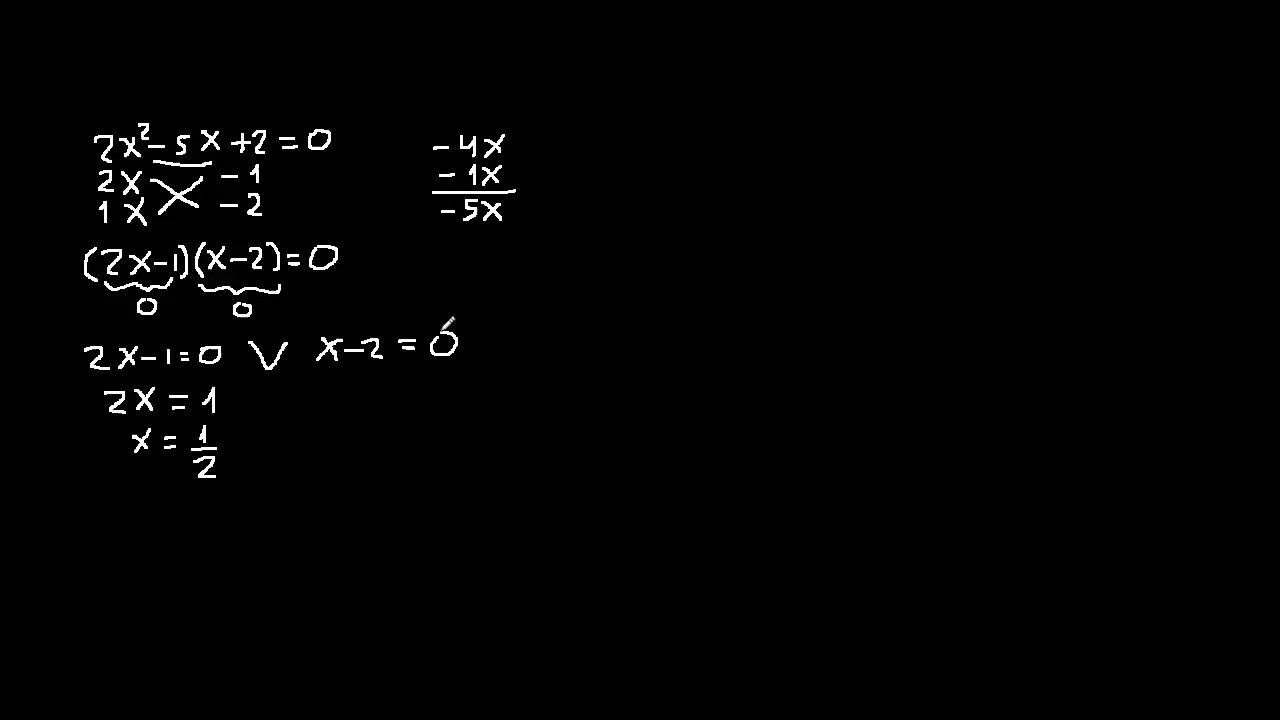 2x² - 5x + 2 = 0
2x - 1
1x - 2
(2x-1)(x-2) = 0
0 0
2x - 1 = 0 ∨ x - 2 = 0
2x = 1
x = 1/2
- 4x
- 1x
- 5x